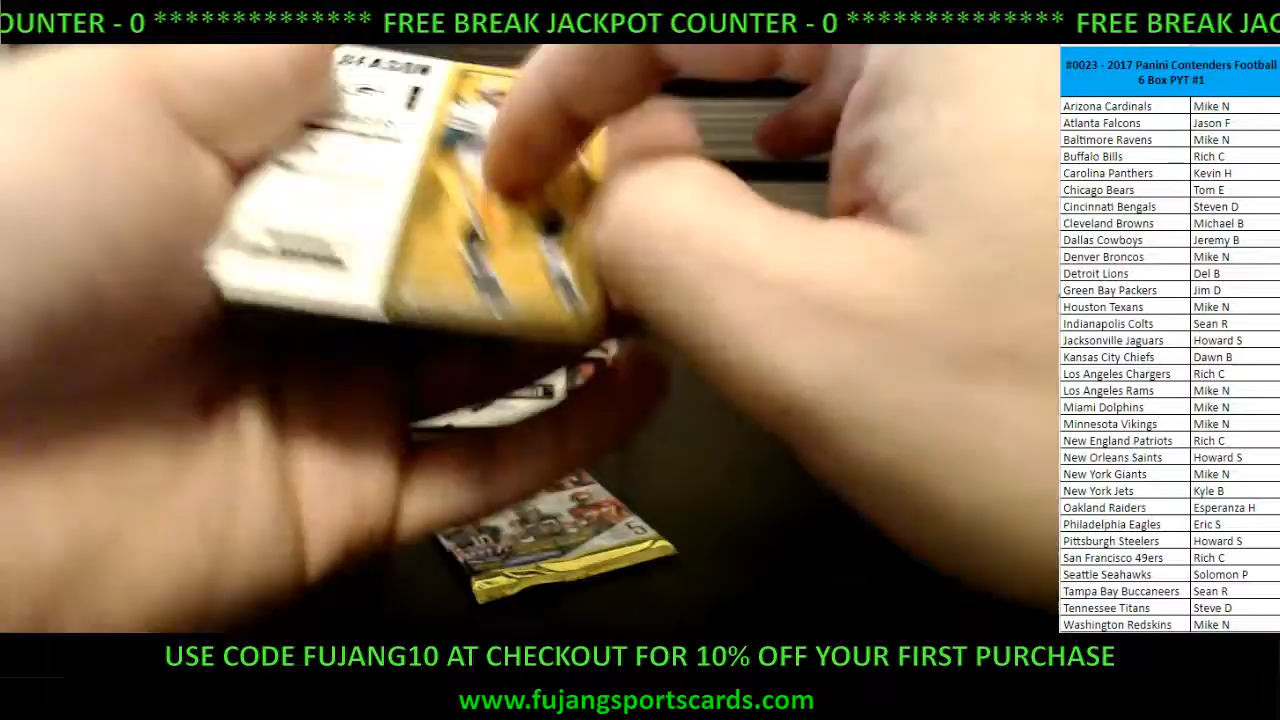 OUNTER - 0 ************** FREE BREAK JACKPOT COUNTER - 0 ************** FREE BREAK JAC
#0023 - 2017 Panini Contenders Football
6 Box PYT #1
Arizona Cardinals Mike N
Atlanta Falcons Jason F
Baltimore Ravens Mike N
Buffalo Bills Rich C
Carolina Panthers Kevin H
Chicago Bears Tom E
Cincinnati Bengals Steven D
Cleveland Browns Michael B
Dallas Cowboys Jeremy B
Denver Broncos Mike N
Detroit Lions Del B
Green Bay Packers Jim D
Houston Texans Mike N
Indianapolis Colts Sean R
Jacksonville Jaguars Howard S
Kansas City Chiefs Dawn B
Los Angeles Chargers Rich C
Los Angeles Rams Mike N
Miami Dolphins Mike N
Minnesota Vikings Mike N
New England Patriots Rich C
New Orleans Saints Howard S
New York Giants Mike N
New York Jets Kyle B
Oakland Raiders Esperanza H
Philadelphia Eagles Eric S
Pittsburgh Steelers Howard S
San Francisco 49ers Rich C
Seattle Seahawks Solomon P
Tampa Bay Buccaneers Sean R
Tennessee Titans Steve D
Washington Redskins Mike N
SEASON
USE CODE FUJANG10 AT CHECKOUT FOR 10% OFF YOUR FIRST PURCHASE
www.fujangsportscards.com